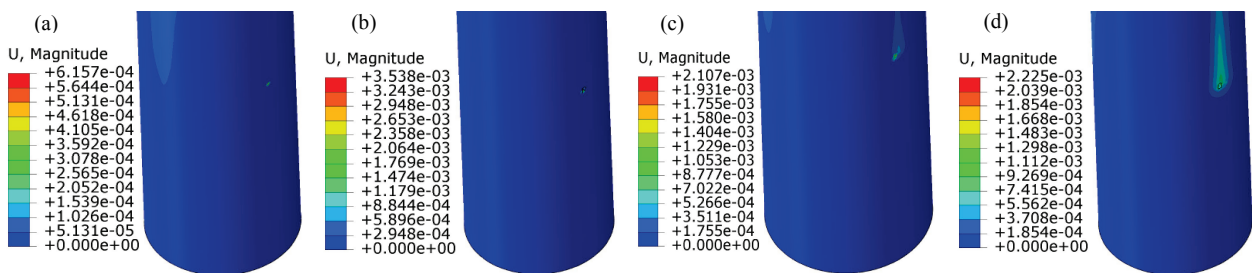 (a)
U, Magnitude
+6.157e-04
+5.644e-04
+5.131e-04
+4.618e-04
+4.105e-04
+3.592e-04
+3.078e-04
+2.565e-04
+2.052e-04
+1.539e-04
+1.026e-04
+5.131e-05
+0.000e+00
(b)
U, Magnitude
+3.538e-03
+3.243e-03
+2.948e-03
+2.653e-03
+2.358e-03
+2.064e-03
+1.769e-03
+1.474e-03
+1.179e-03
+8.844e-04
+5.896e-04
+2.948e-04
+0.000e+00
(c)
U, Magnitude
+2.107e-03
+1.931e-03
+1.755e-03
+1.580e-03
+1.404e-03
+1.229e-03
+1.053e-03
+8.777e-04
+7.022e-04
+5.266e-04
+3.511e-04
+1.755e-04
+0.000e+00
(d)
U, Magnitude
+2.225e-03
+2.039e-03
+1.854e-03
+1.668e-03
+1.483e-03
+1.298e-03
+1.112e-03
+9.269e-04
+7.415e-04
+5.562e-04
+3.708e-04
+1.854e-04
+0.000e+00